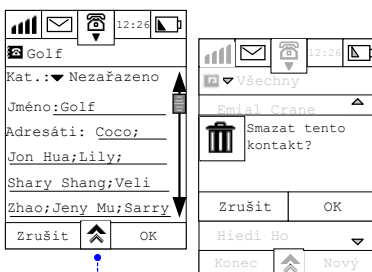 12:26
Golf
Kat.: Nezařazeno
Jméno:Golf
Adresáti: Coco;
Jon Hua;Lily;
Shary Shang;Veli
Zhao;Jeny Mu;Sarry
Zrušit OK
12:26
Všechny
Emial Crane
Smazat tento
kontakt?
Zrušit OK
Hiedi Ho
Konec Nový